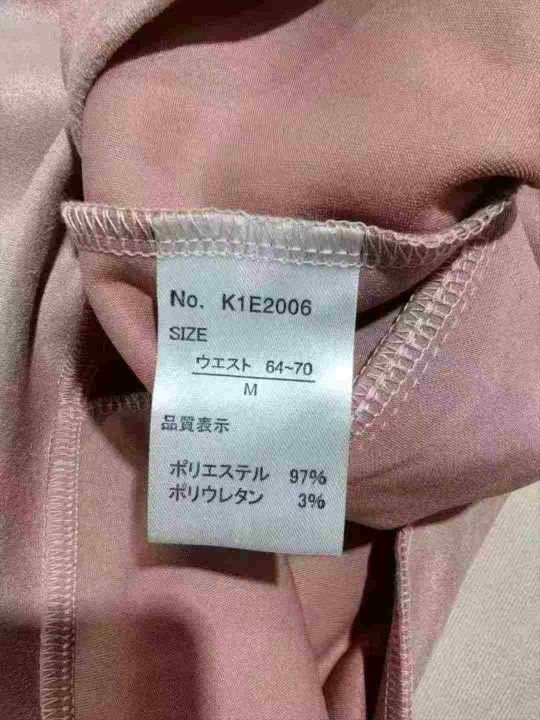 No. K1E2006
SIZE
ウエスト 64~70
M
品質表示
ポリエステル 97%
ポリウレタン 3%